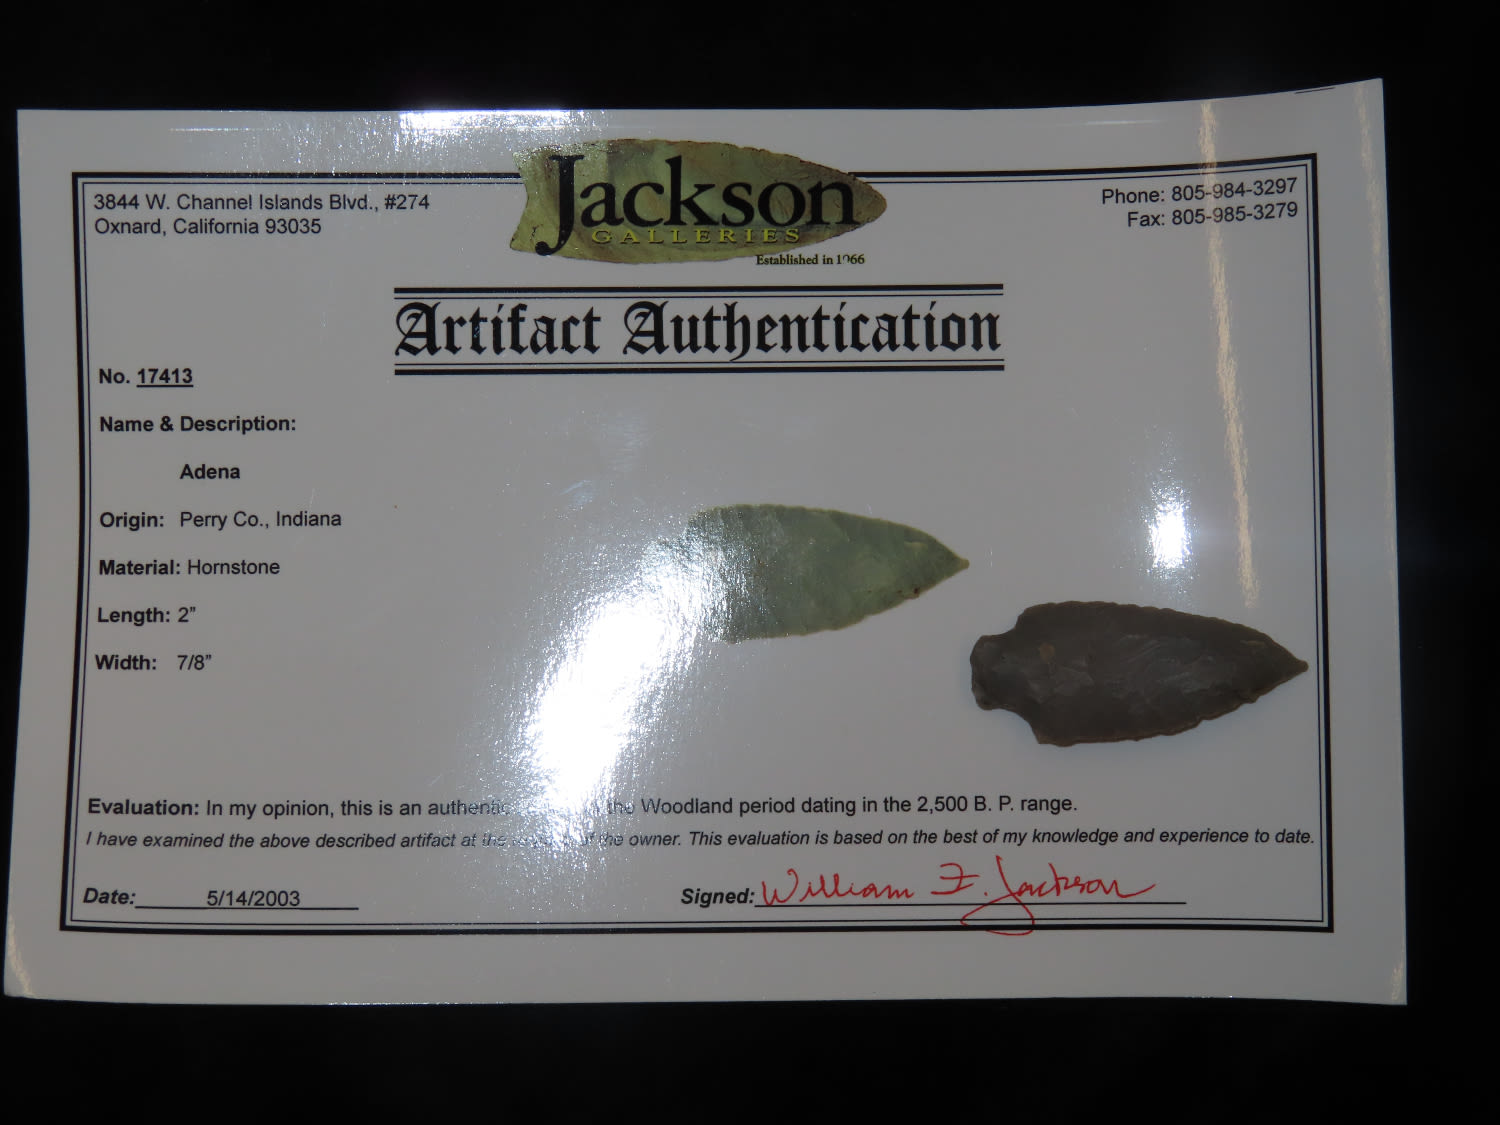 3844 W. Channel Islands Blvd., #274
Oxnard, California 93035
Jackson
GALLERIES
Established in 1966
Phone: 805-984-3297
Fax: 805-985-3279
Artifact Authentication
No. 17413
Name & Description:
Adena
Origin: Perry Co., Indiana
Material: Hornstone
Length: 2”
Width: 7/8”
Evaluation: In my opinion, this is an authentic the Woodland period dating in the 2,500 B. P. range.
I have examined the above described artifact at the of the owner. This evaluation is based on the best of my knowledge and experience to date.
Date: 5/14/2003
Signed: William F. Jackson